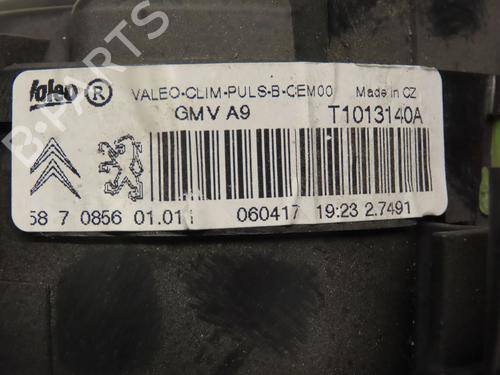 Valeo ® VALEO-CLIM-PULS-B-CEM00 Made in CZ
GMV A9 T1013140A
58 7 0856 01.011 060417 19:23 2.7491
B-PARTS